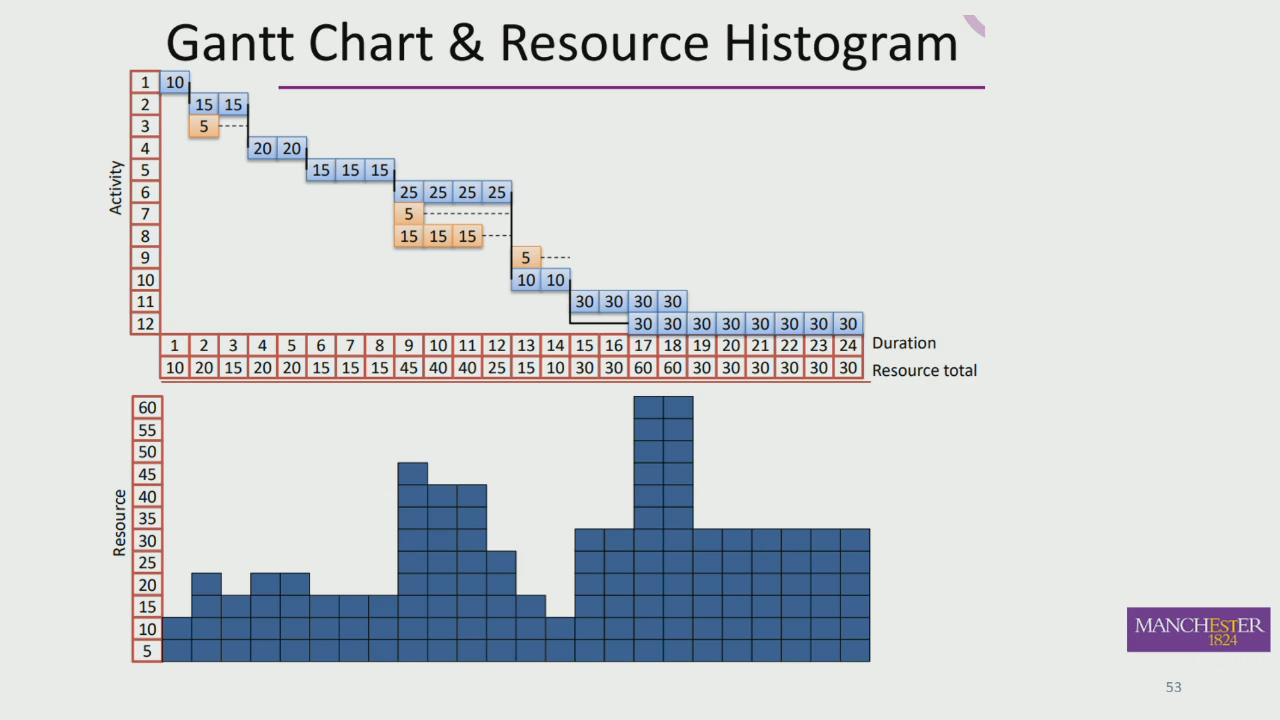 Gantt Chart & Resource Histogram
Activity
1 10
2 15 15
3 5
4 20 20
5 15 15 15
6 25 25 25 25
7 5
8 15 15 15
9 5
10 10 10
11 30 30 30 30
12 30 30 30 30 30 30 30 30
1 2 3 4 5 6 7 8 9 10 11 12 13 14 15 16 17 18 19 20 21 22 23 24 Duration
10 20 15 20 20 15 15 15 45 40 40 25 15 10 30 30 60 60 30 30 30 30 30 30 Resource total
Resource
60
55
50
45
40
35
30
25
20
15
10
5
MANCHESTER
1824
53